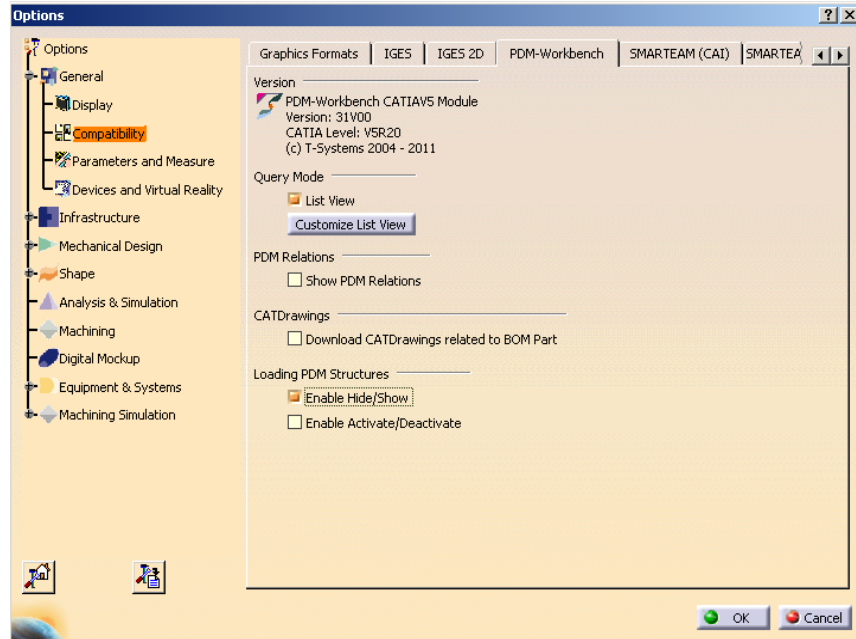 Options
Options
General
Display
Compatibility
Parameters and Measure
Devices and Virtual Reality
Infrastructure
Mechanical Design
Shape
Analysis & Simulation
Machining
Digital Mockup
Equipment & Systems
Machining Simulation
Graphics Formats IGES IGES 2D PDM-Workbench SMARTEAM (CAI) SMARTEA
Version
PDM-Workbench CATIAV5 Module
Version: 31V00
CATIA Level: V5R20
(c) T-Systems 2004 - 2011
Query Mode
List View
Customize List View
PDM Relations
Show PDM Relations
CATDrawings
Download CATDrawings related to BOM Part
Loading PDM Structures
Enable Hide/Show
Enable Activate/Deactivate
OK Cancel